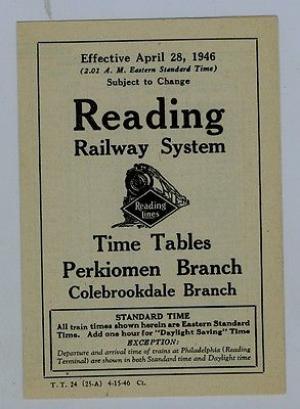 Effective April 28, 1946
(2.01 A. M. Eastern Standard Time)
Subject to Change
Reading
Railway System
Reading
Lines
Time Tables
Perkiomen Branch
Colebrookdale Branch
STANDARD TIME
All train times shown herein are Eastern Standard
Time. Add one hour for "Daylight Saving" Time
EXCEPTION:
Departure and arrival time of trains at Philadelphia (Reading
Terminal) are shown in both Standard time and Daylight time
T. T. 24 (25-A) 4-15-46 Ct.